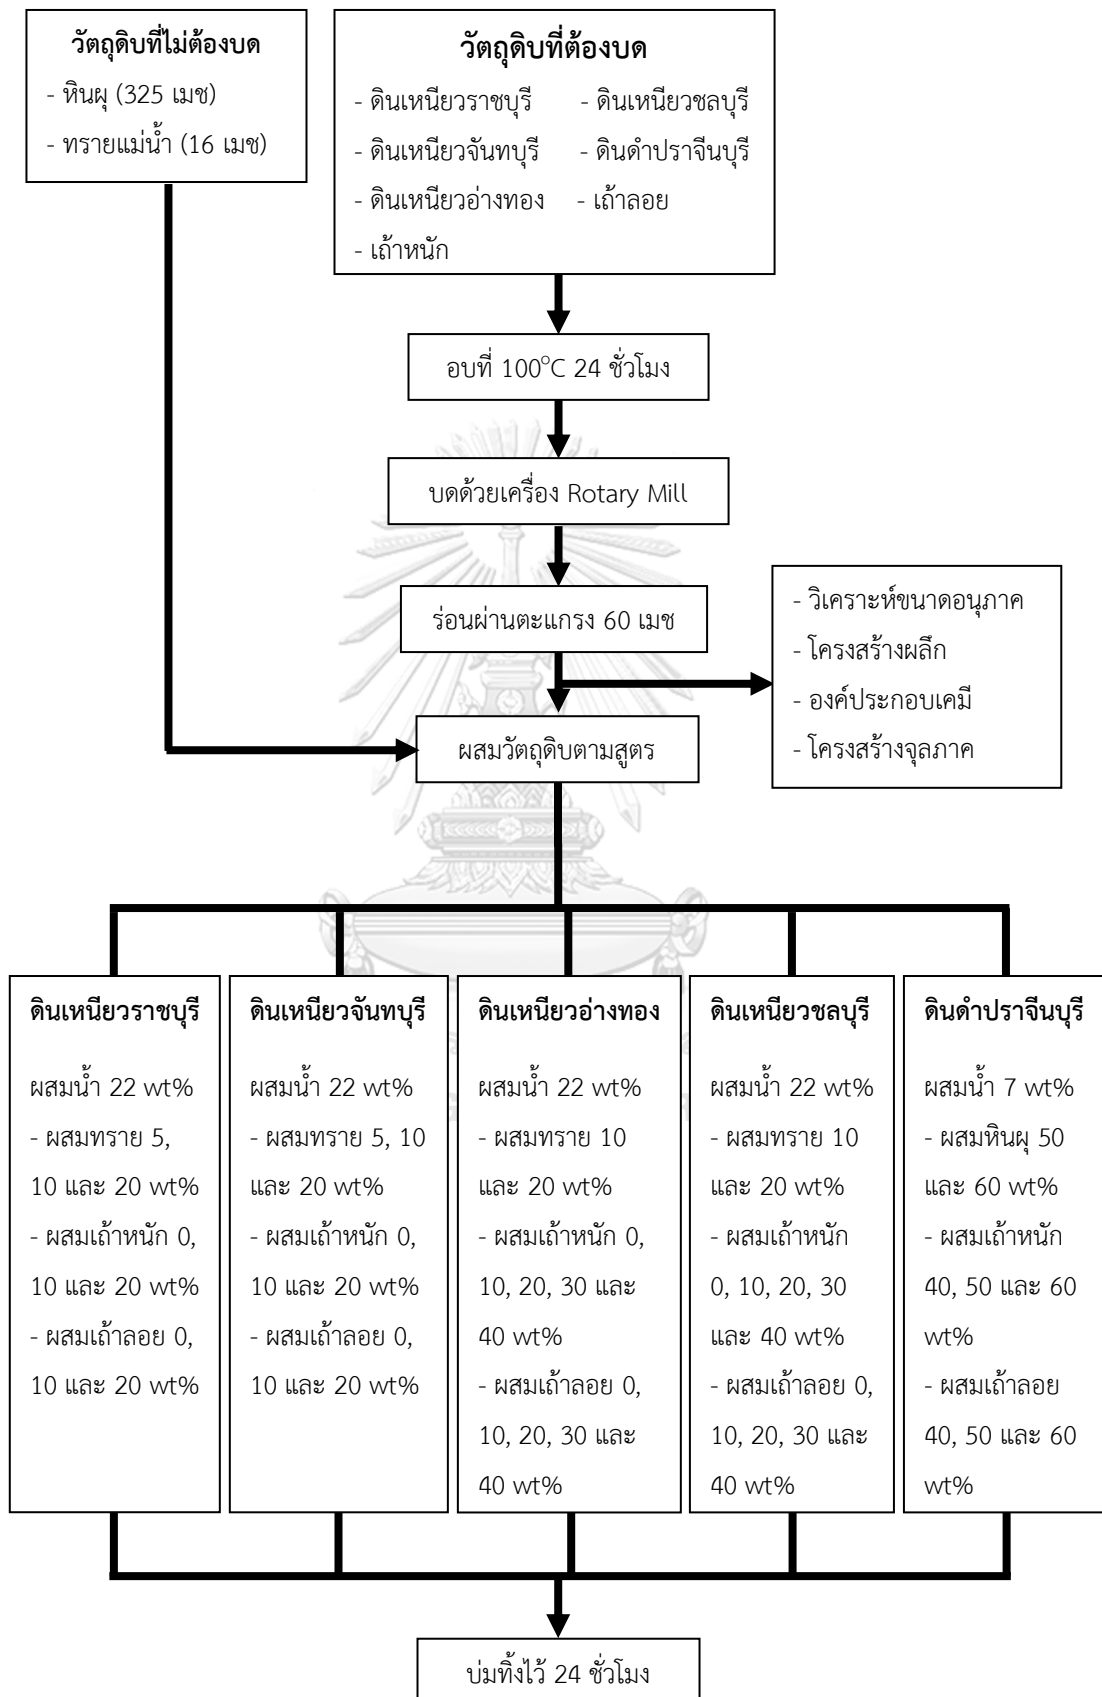 วัตถุดิบที่ไม่ต้องบด
- หินผุ (325 เมช)
- ทรายแม่น้ำ (16 เมช)
วัตถุดิบที่ต้องบด
- ดินเหนียวราชบุรี - ดินเหนียวชลบุรี
- ดินเหนียวจันทบุรี - ดินดำปราจีนบุรี
- ดินเหนียวอ่างทอง - เถ้าลอย
- เถ้าหนัก
อบที่ 100°C 24 ชั่วโมง
บดด้วยเครื่อง Rotary Mill
ร่อนผ่านตะแกรง 60 เมช
- วิเคราะห์ขนาดอนุภาค
- โครงสร้างผลึก
- องค์ประกอบเคมี
- โครงสร้างจุลภาค
ผสมวัตถุดิบตามสูตร
ดินเหนียวราชบุรี
ผสมน้ำ 22 wt%
- ผสมทราย 5,
10 และ 20 wt%
- ผสมเถ้าหนัก 0,
10 และ 20 wt%
- ผสมเถ้าลอย 0,
10 และ 20 wt%
ดินเหนียวจันทบุรี
ผสมน้ำ 22 wt%
- ผสมทราย 5, 10
และ 20 wt%
- ผสมเถ้าหนัก 0,
10 และ 20 wt%
- ผสมเถ้าลอย 0,
10 และ 20 wt%
ดินเหนียวอ่างทอง
ผสมน้ำ 22 wt%
- ผสมทราย 10
และ 20 wt%
- ผสมเถ้าหนัก 0,
10, 20, 30 และ
40 wt%
- ผสมเถ้าลอย 0,
10, 20, 30 และ
40 wt%
ดินเหนียวชลบุรี
ผสมน้ำ 22 wt%
- ผสมทราย 10
และ 20 wt%
- ผสมเถ้าหนัก
0, 10, 20, 30
และ 40 wt%
- ผสมเถ้าลอย 0,
10, 20, 30 และ
40 wt%
ดินดำปราจีนบุรี
ผสมน้ำ 7 wt%
- ผสมหินผุ 50
และ 60 wt%
- ผสมเถ้าหนัก
40, 50 และ 60
wt%
- ผสมเถ้าลอย
40, 50 และ 60
wt%
บ่มทิ้งไว้ 24 ชั่วโมง